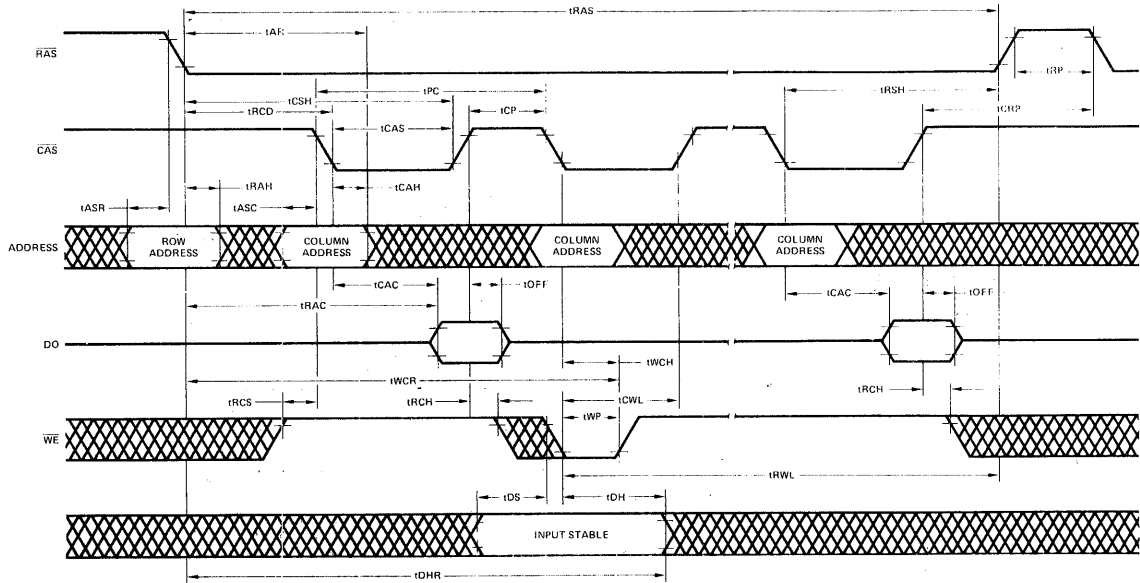 tRAS
tAR
RAS
tRP
tPC
tRSH
tCSH
tCRP
tRCD
tCP
tCAS
CAS
tRAH
tCAH
tASR
tASC
ADDRESS
ROW ADDRESS
COLUMN ADDRESS
COLUMN ADDRESS
COLUMN ADDRESS
tCAC
tOFF
tCAC
tOFF
tRAC
DO
tWCH
tWCR
tRCS
tRCH
tCWL
tRCH
tWP
WE
tRWL
tDS
tDH
INPUT STABLE
tDHR